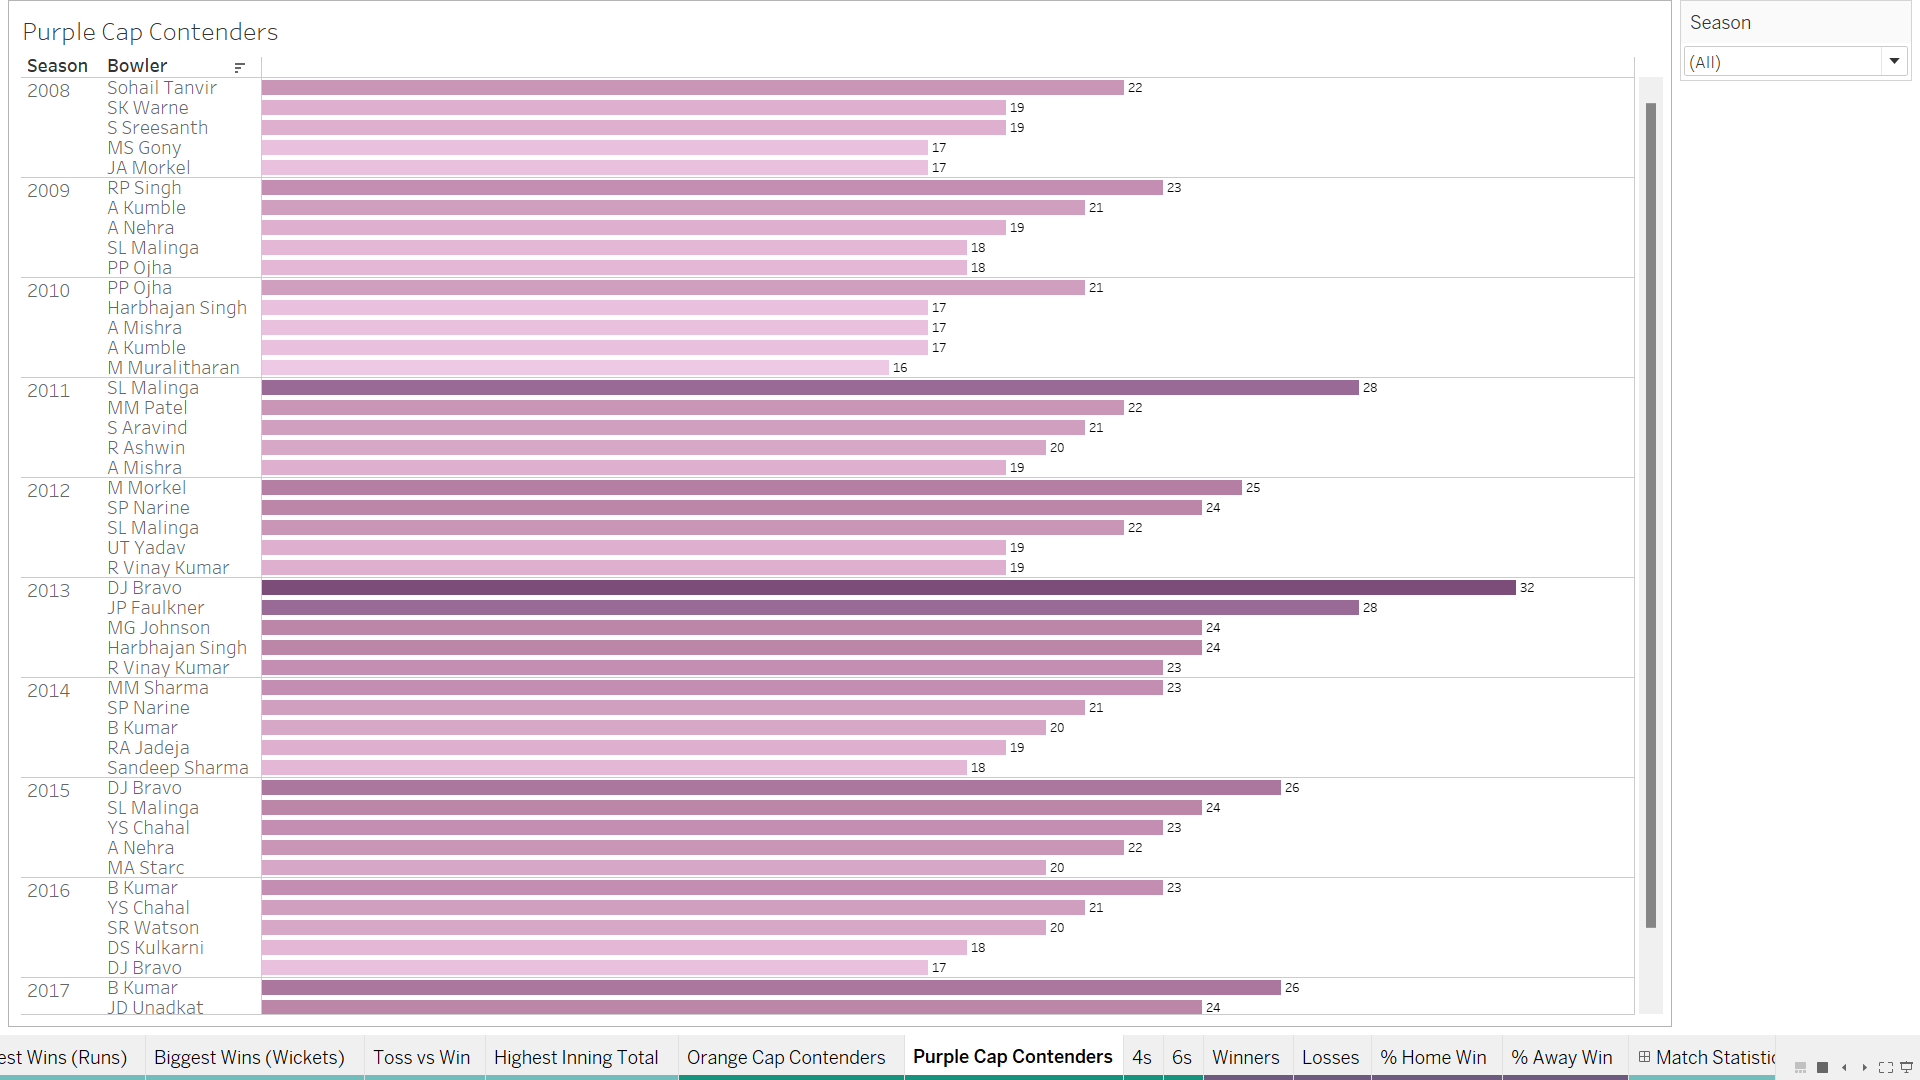 Purple Cap Contenders
Season
(All)
Season Bowler
2008 Sohail Tanvir 22
SK Warne 19
S Sreesanth 19
MS Gony 17
JA Morkel 17
2009 RP Singh 23
A Kumble 21
A Nehra 19
SL Malinga 18
PP Ojha 18
2010 PP Ojha 21
Harbhajan Singh 17
A Mishra 17
A Kumble 17
M Muralitharan 16
2011 SL Malinga 28
MM Patel 22
S Aravind 21
R Ashwin 20
A Mishra 19
2012 M Morkel 25
SP Narine 24
SL Malinga 22
UT Yadav 19
R Vinay Kumar 19
2013 DJ Bravo 32
JP Faulkner 28
MG Johnson 24
Harbhajan Singh 24
R Vinay Kumar 23
2014 MM Sharma 23
SP Narine 21
B Kumar 20
RA Jadeja 19
Sandeep Sharma 18
2015 DJ Bravo 26
SL Malinga 24
YS Chahal 23
A Nehra 22
MA Starc 20
2016 B Kumar 23
YS Chahal 21
SR Watson 20
DS Kulkarni 18
DJ Bravo 17
2017 B Kumar 26
JD Unadkat 24
est Wins (Runs) Biggest Wins (Wickets) Toss vs Win Highest Inning Total Orange Cap Contenders Purple Cap Contenders 4s 6s Winners Losses % Home Win % Away Win Match Statistic